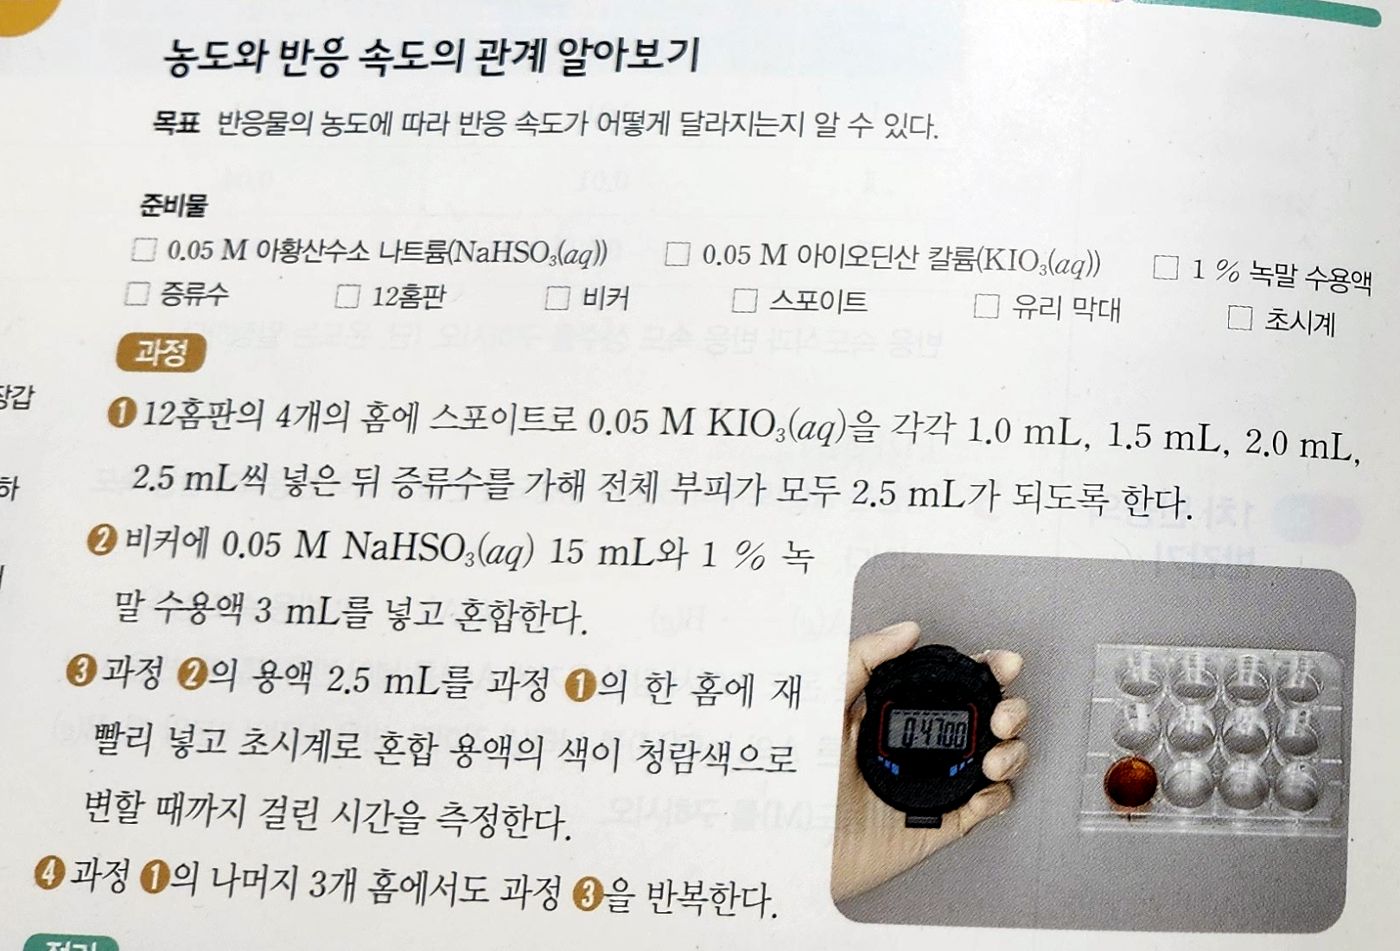 농도와 반응 속도의 관계 알아보기
목표 반응물의 농도에 따라 반응 속도가 어떻게 달라지는지 알 수 있다.
준비물
□ 0.05 M 아황산수소 나트륨(NaHSO₃(aq)) □ 0.05 M 아이오딘산 칼륨(KIO₃(aq)) □ 1 % 녹말 수용액
□ 증류수 □ 12홈판 □ 비커 □ 스포이트 □ 유리 막대 □ 초시계
과정
장갑
❶ 12홈판의 4개의 홈에 스포이트로 0.05 M KIO₃(aq)을 각각 1.0 mL, 1.5 mL, 2.0 mL,
하
2.5 mL씩 넣은 뒤 증류수를 가해 전체 부피가 모두 2.5 mL가 되도록 한다.
❷ 비커에 0.05 M NaHSO₃(aq) 15 mL와 1 % 녹
말 수용액 3 mL를 넣고 혼합한다.
❸ 과정 ❷의 용액 2.5 mL를 과정 ❶의 한 홈에 재
빨리 넣고 초시계로 혼합 용액의 색이 청람색으로
변할 때까지 걸린 시간을 측정한다.
❹ 과정 ❶의 나머지 3개 홈에서도 과정 ❸을 반복한다.
0:4700